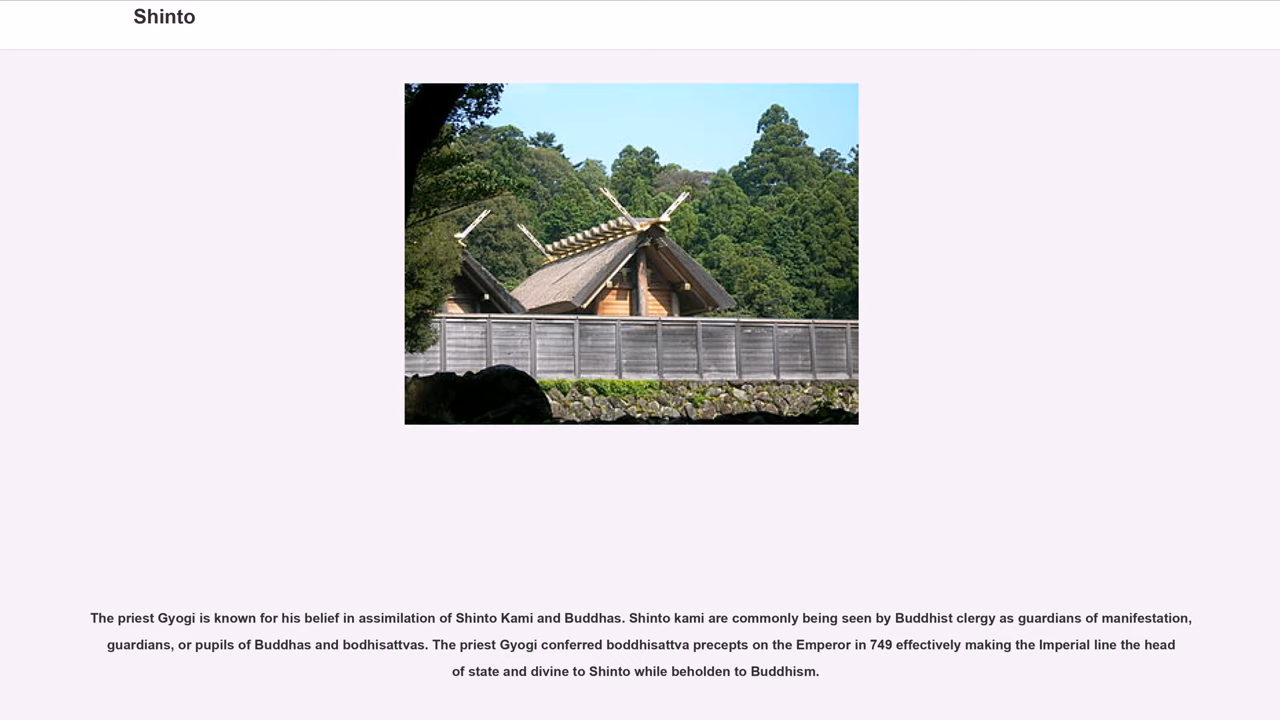 Shinto
The priest Gyogi is known for his belief in assimilation of Shinto Kami and Buddhas. Shinto kami are commonly being seen by Buddhist clergy as guardians of manifestation,
guardians, or pupils of Buddhas and bodhisattvas. The priest Gyogi conferred boddhisattva precepts on the Emperor in 749 effectively making the Imperial line the head
of state and divine to Shinto while beholden to Buddhism.